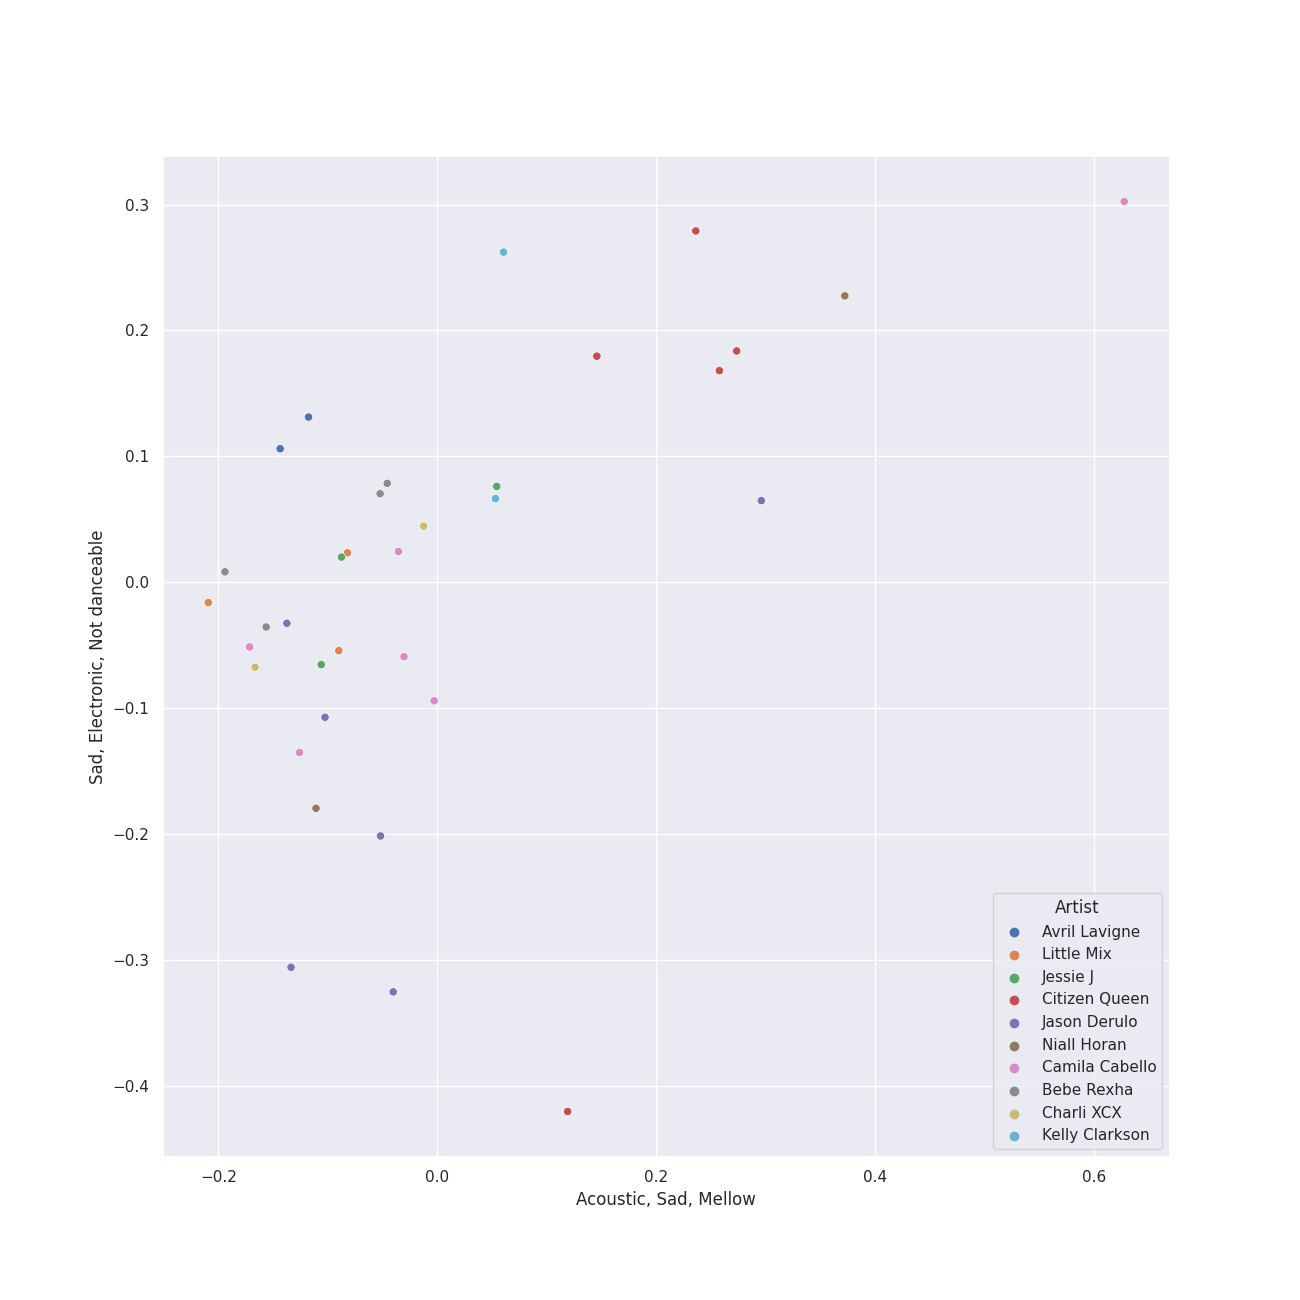 0.3
0.2
0.1
0.0
−0.1
−0.2
−0.3
−0.4
Sad, Electronic, Not danceable
−0.2
0.0
0.2
0.4
0.6
Acoustic, Sad, Mellow
Artist
Avril Lavigne
Little Mix
Jessie J
Citizen Queen
Jason Derulo
Niall Horan
Camila Cabello
Bebe Rexha
Charli XCX
Kelly Clarkson